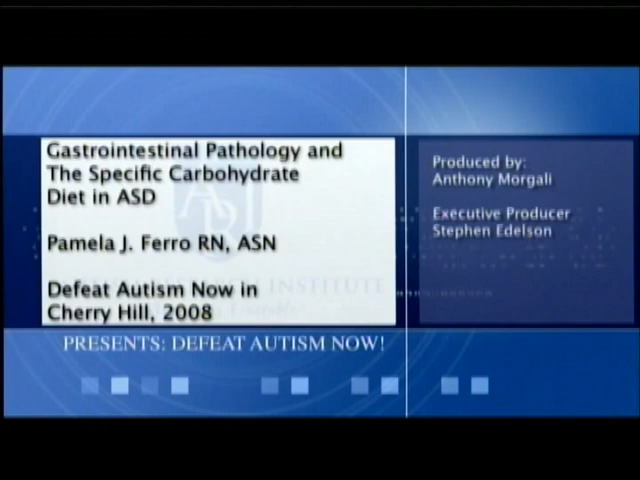 Gastrointestinal Pathology and
The Specific Carbohydrate
Diet in ASD
Pamela J. Ferro RN, ASN
Defeat Autism Now in
Cherry Hill, 2008
Produced by:
Anthony Morgali
Executive Producer
Stephen Edelson
INSTITUTE
PRESENTS: DEFEAT AUTISM NOW!